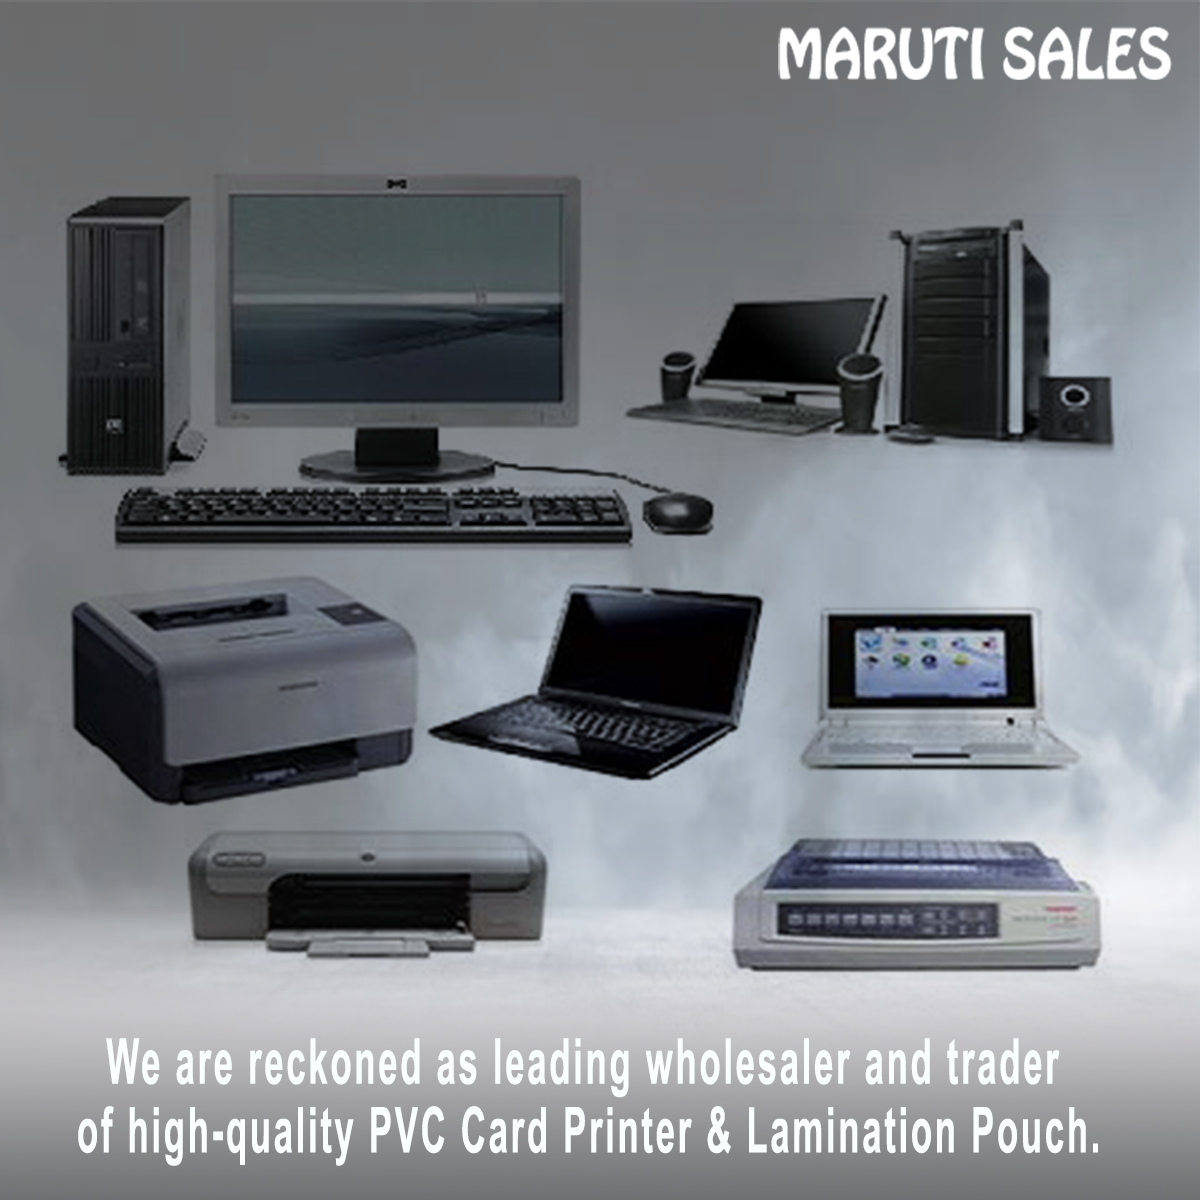 MARUTI SALES
We are reckoned as leading wholesaler and trader
of high-quality PVC Card Printer & Lamination Pouch.